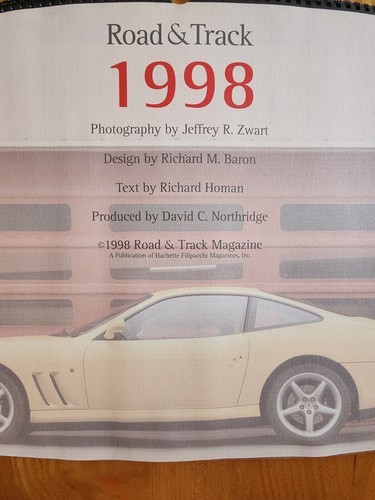 Road & Track
1998
Photography by Jeffrey R. Zwart
Design by Richard M. Baron
Text by Richard Homan
Produced by David C. Northridge
©1998 Road & Track Magazine
A Publication of Hachette Filipacchi Magazines, Inc.